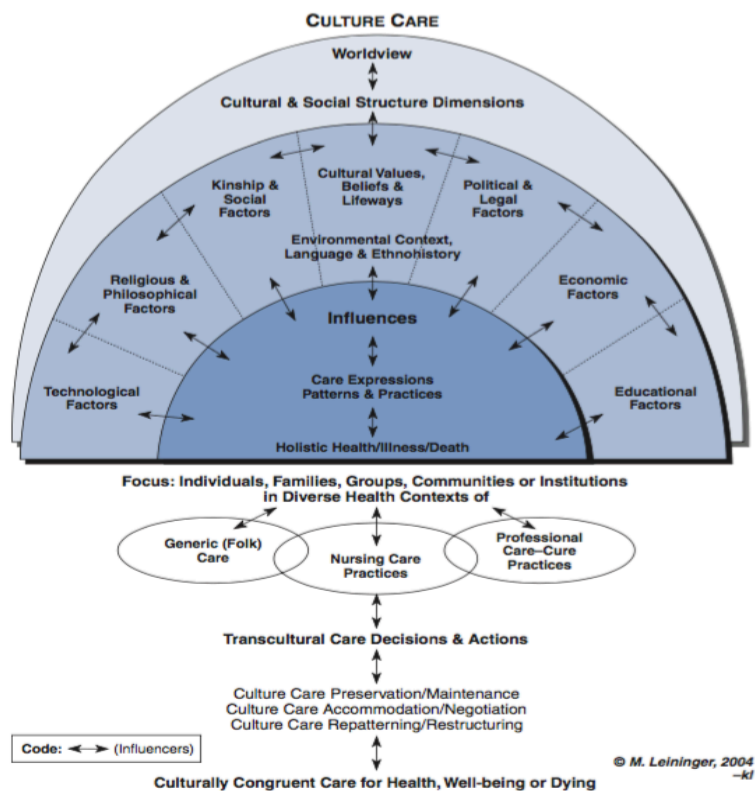 CULTURE CARE
Worldview
Cultural & Social Structure Dimensions
Kinship &
Social
Factors
Cultural Values,
Beliefs &
Lifeways
Political &
Legal
Factors
Environmental Context,
Language & Ethnohistory
Religious &
Philosophical
Factors
Economic
Factors
Technological
Factors
Educational
Factors
Influences
Care Expressions
Patterns & Practices
Holistic Health/Illness/Death
Focus: Individuals, Families, Groups, Communities or Institutions
in Diverse Health Contexts of
Generic (Folk)
Care
Nursing Care
Practices
Professional
Care–Cure
Practices
Transcultural Care Decisions & Actions
Culture Care Preservation/Maintenance
Culture Care Accommodation/Negotiation
Culture Care Repatterning/Restructuring
Code: (Influencers)
© M. Leininger, 2004
–kl
Culturally Congruent Care for Health, Well-being or Dying